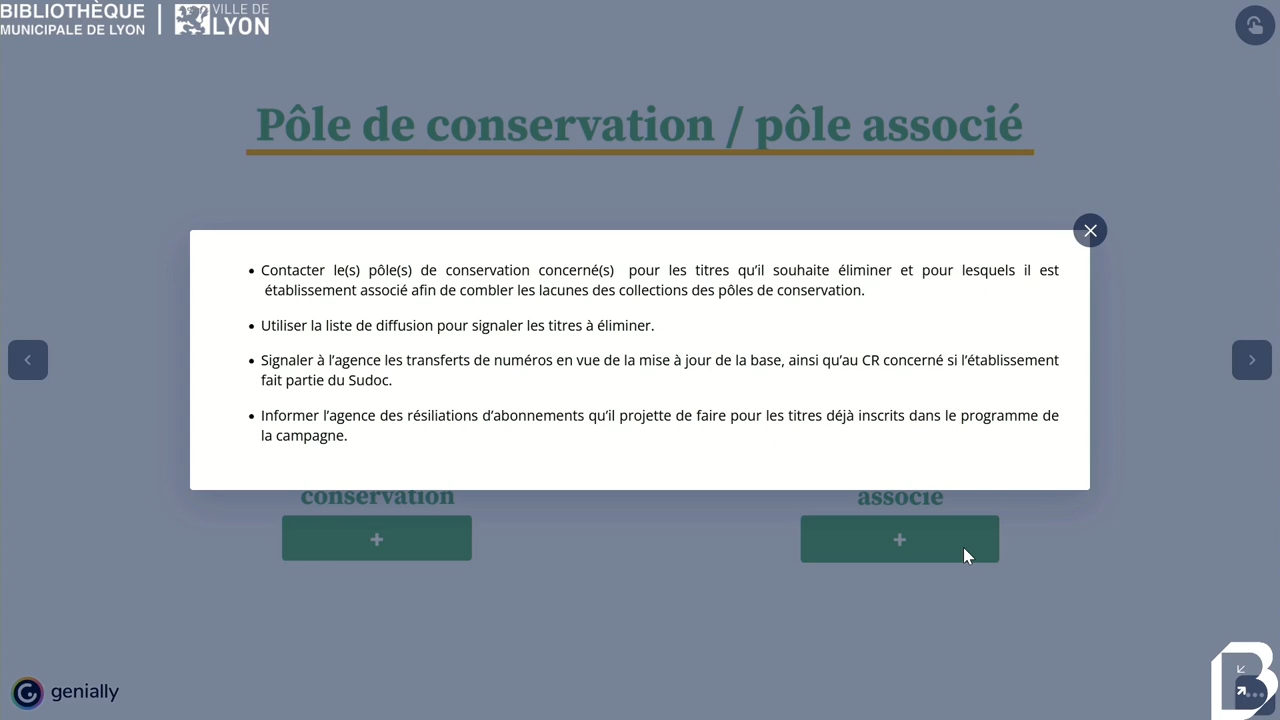 BIBLIOTHÈQUE
MUNICIPALE DE LYON
VILLE DE
LYON
Pôle de conservation / pôle associé
• Contacter le(s) pôle(s) de conservation concerné(s) pour les titres qu’il souhaite éliminer et pour lesquels il est
établissement associé afin de combler les lacunes des collections des pôles de conservation.
• Utiliser la liste de diffusion pour signaler les titres à éliminer.
• Signaler à l’agence les transferts de numéros en vue de la mise à jour de la base, ainsi qu’au CR concerné si l’établissement
fait partie du Sudoc.
• Informer l’agence des résiliations d’abonnements qu’il projette de faire pour les titres déjà inscrits dans le programme de
la campagne.
conservation
associé
+
+
genially
B